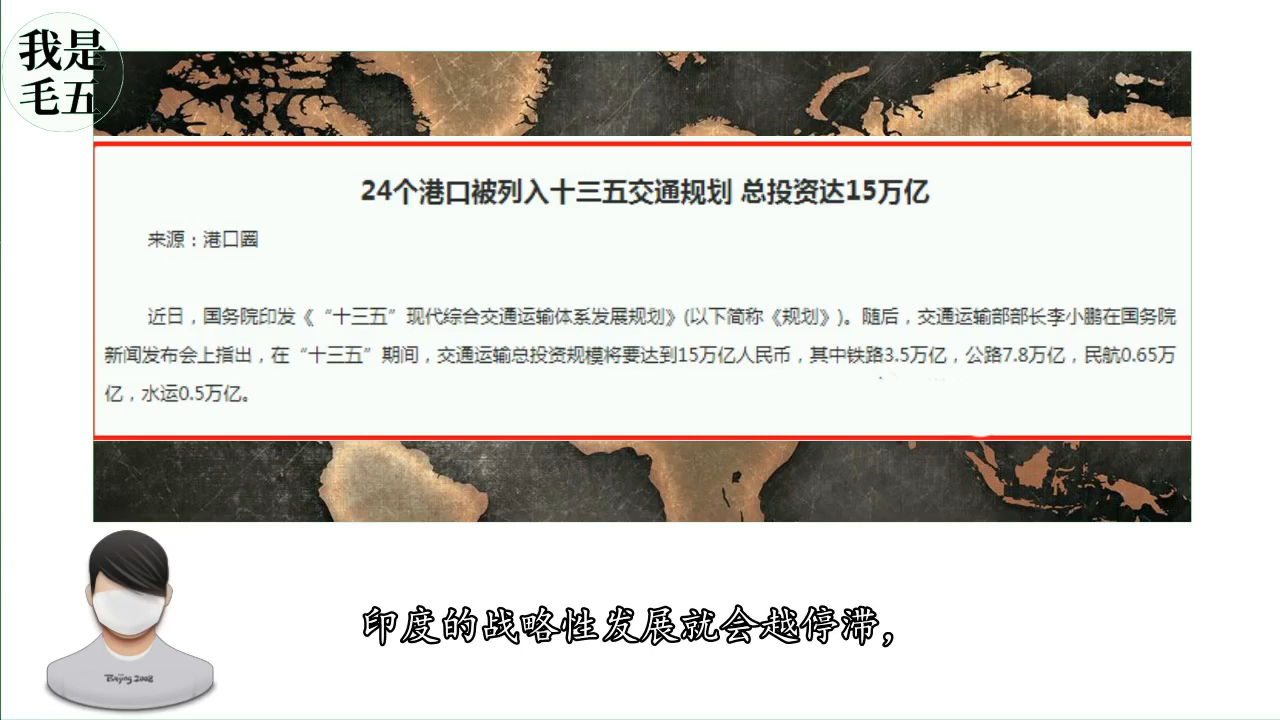 我是
毛五
24个港口被列入十三五交通规划 总投资达15万亿
来源：港口圈
近日，国务院印发《“十三五”现代综合交通运输体系发展规划》(以下简称《规划》)。随后，交通运输部部长李小鹏在国务院
新闻发布会上指出，在“十三五”期间，交通运输总投资规模将要达到15万亿人民币，其中铁路3.5万亿，公路7.8万亿，民航0.65万
亿，水运0.5万亿。
Beijing 2008
印度的战略性发展就会越停滞，